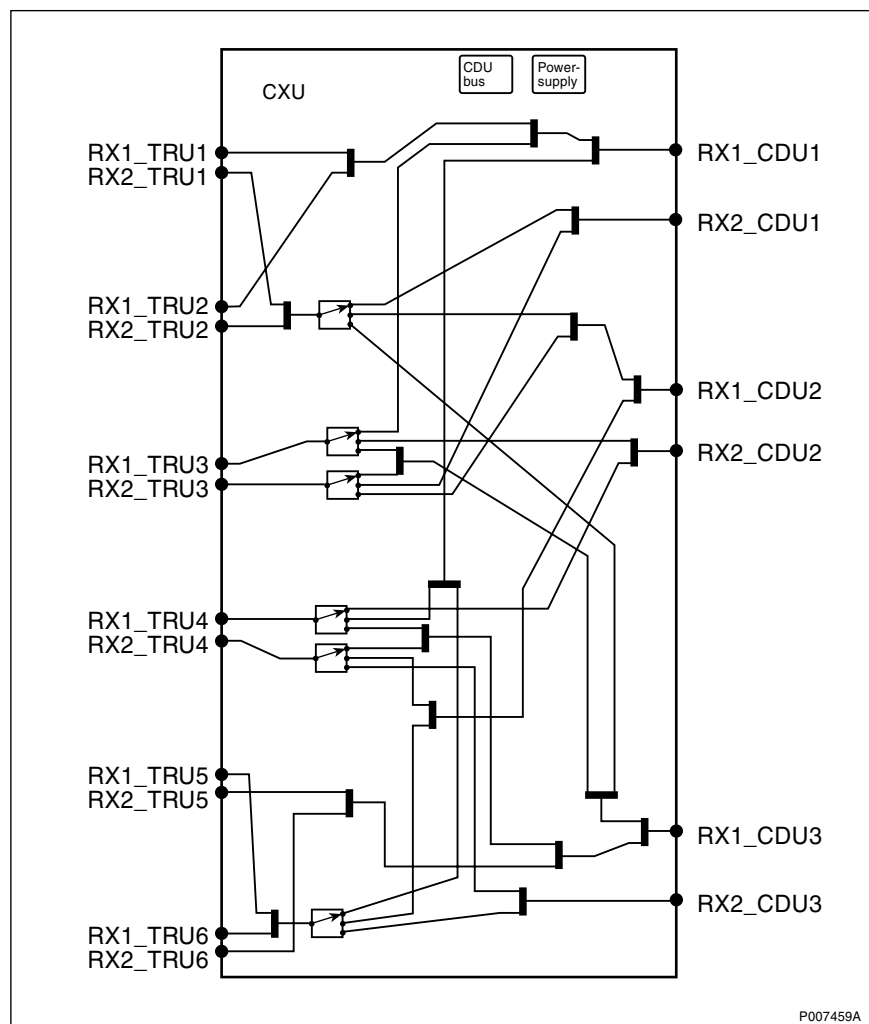 CXU
CDU
bus
Power-
supply
RX1_TRU1
RX2_TRU1
RX1_TRU2
RX2_TRU2
RX1_TRU3
RX2_TRU3
RX1_TRU4
RX2_TRU4
RX1_TRU5
RX2_TRU5
RX1_TRU6
RX2_TRU6
RX1_CDU1
RX2_CDU1
RX1_CDU2
RX2_CDU2
RX1_CDU3
RX2_CDU3
P007459A